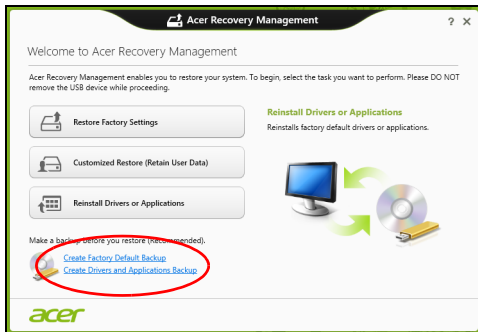 Acer Recovery Management
? X
Welcome to Acer Recovery Management
Acer Recovery Management enables you to restore your system. To begin, select the task you want to perform. Please DO NOT
remove the USB device while proceeding.
Restore Factory Settings
Customized Restore (Retain User Data)
Reinstall Drivers or Applications
Reinstall Drivers or Applications
Reinstalls factory default drivers or applications.
Make a backup before you restore (Recommended).
Create Factory Default Backup
Create Drivers and Applications Backup
acer